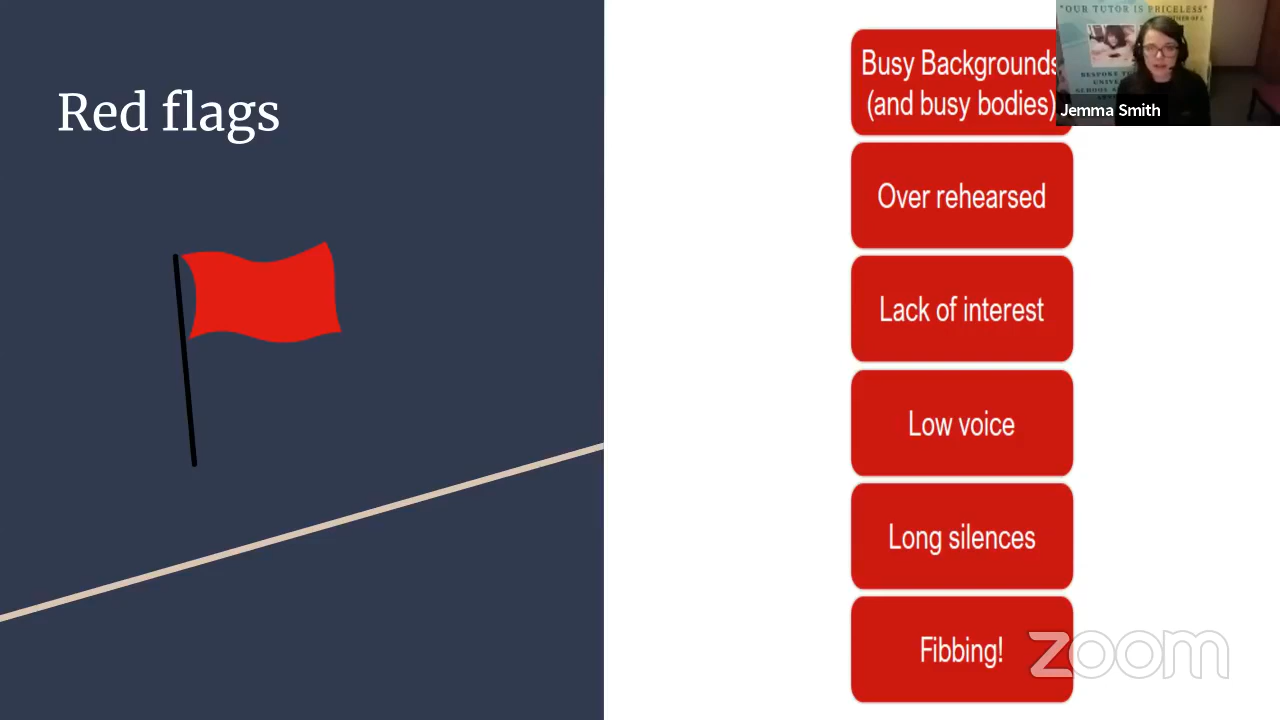 Red flags
Busy Backgrounds
(and busy bodies)
Over rehearsed
Lack of interest
Low voice
Long silences
Fibbing!
"OUR TUTOR IS PRICELESS"
Jemma Smith
zoom